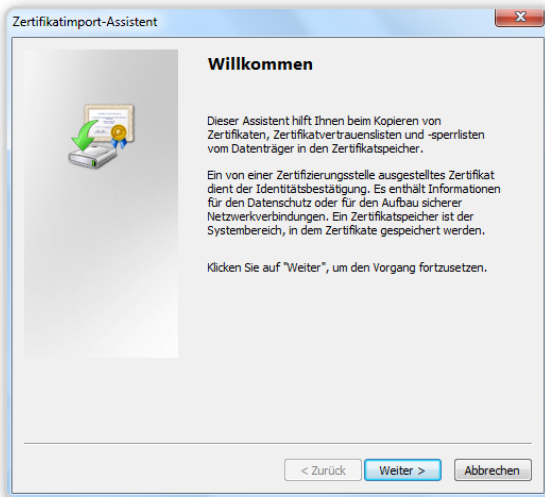 Zertifikatimport-Assistent
Willkommen
Dieser Assistent hilft Ihnen beim Kopieren von
Zertifikaten, Zertifikatvertrauenslisten und -sperrlisten
vom Datenträger in den Zertifikatspeicher.
Ein von einer Zertifizierungsstelle ausgestelltes Zertifikat
dient der Identitätsbestätigung. Es enthält Informationen
für den Datenschutz oder für den Aufbau sicherer
Netzwerkverbindungen. Ein Zertifikatspeicher ist der
Systembereich, in dem Zertifikate gespeichert werden.
Klicken Sie auf "Weiter", um den Vorgang fortzusetzen.
< Zurück Weiter > Abbrechen